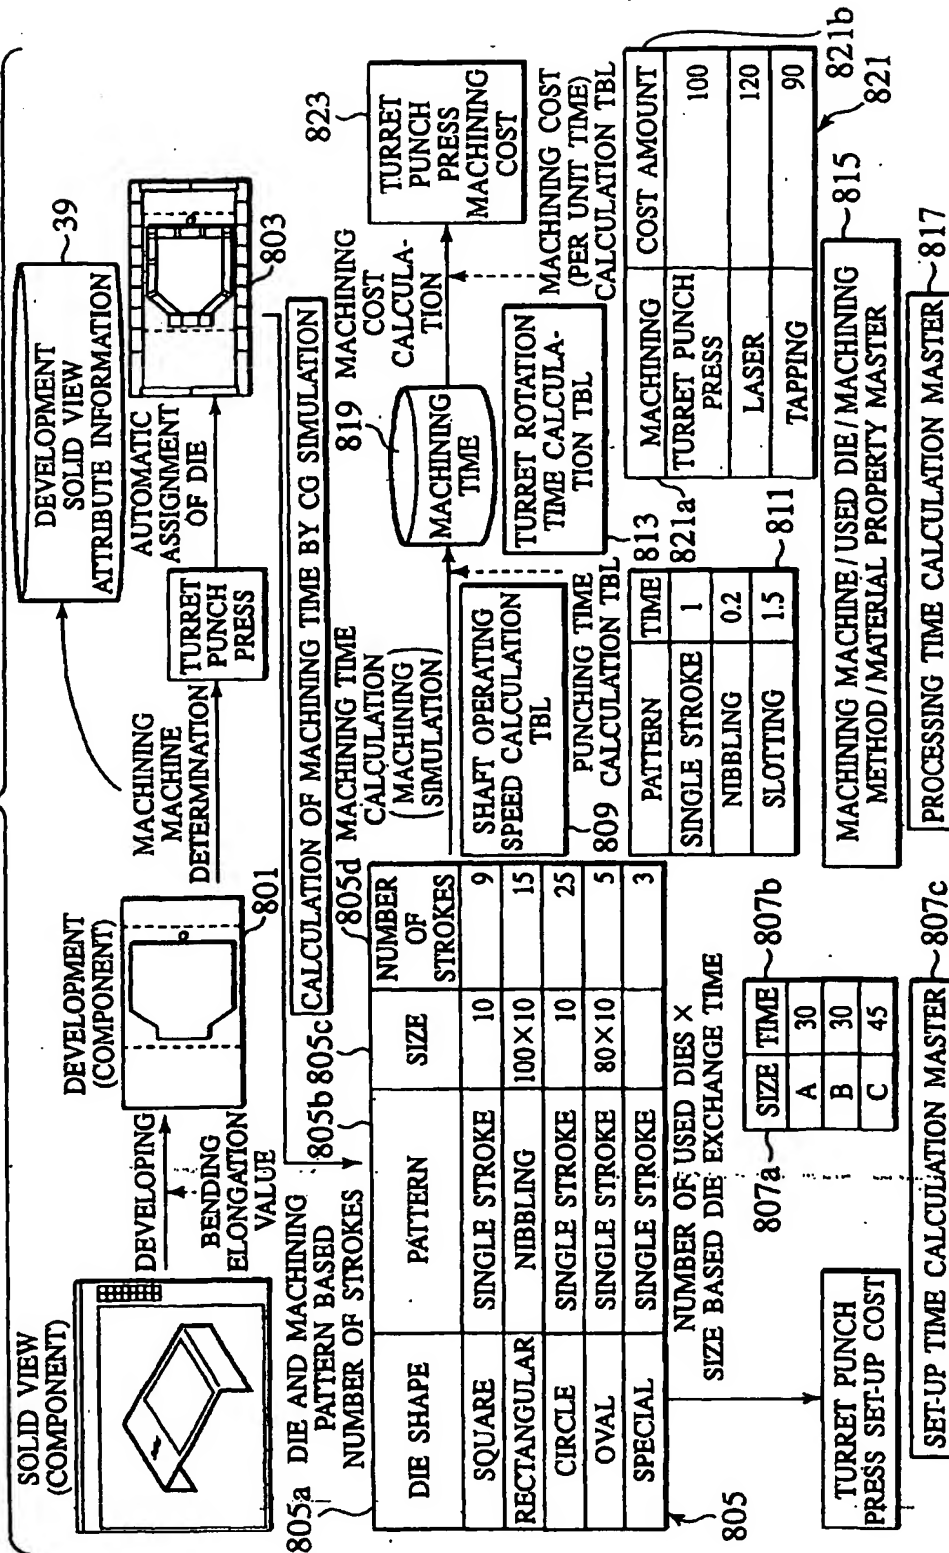 SOLID VIEW
(COMPONENT)
DEVELOPING
BENDING
ELONGATION
VALUE
DEVELOPMENT
(COMPONENT)
801
MACHINING
MACHINE
DETERMINATION
TURRET
PUNCH
PRESS
DEVELOPMENT
SOLID VIEW
ATTRIBUTE INFORMATION
39
AUTOMATIC
ASSIGNMENT
OF DIE
803
CALCULATION OF MACHINING TIME BY CG SIMULATION
805a
DIE AND MACHINING
PATTERN BASED
NUMBER OF STROKES
805b
805c
805d
DIE SHAPE PATTERN SIZE NUMBER OF STROKES
SQUARE SINGLE STROKE 10 9
RECTANGULAR NIBBLING 100×10 15
CIRCLE SINGLE STROKE 10 25
OVAL SINGLE STROKE 80×10 5
SPECIAL SINGLE STROKE 3
805
MACHINING TIME
CALCULATION
(MACHINING
SIMULATION)
819
MACHINING
TIME
MACHINING
COST
CALCULA-
TION
823
TURRET
PUNCH
PRESS
MACHINING
COST
SHAFT OPERATING
SPEED CALCULATION
TBL
809
TURRET ROTATION
TIME CALCULA-
TION TBL
813
MACHINING COST
(PER UNIT TIME)
CALCULATION TBL
PUNCHING TIME
CALCULATION TBL
PATTERN TIME
SINGLE STROKE 1
NIBBLING 0.2
SLOTTING 1.5
811
821a
MACHINING COST AMOUNT
TURRET PUNCH PRESS 100
LASER 120
TAPPING 90
821b
821
NUMBER OF USED DIES ×
SIZE BASED DIE EXCHANGE TIME
807a
SIZE TIME
A 30
B 30
C 45
807b
MACHINING MACHINE/USED DIE/MACHINING
METHOD/MATERIAL PROPERTY MASTER
815
TURRET PUNCH
PRESS SET-UP COST
SET-UP TIME CALCULATION MASTER
807c
PROCESSING TIME CALCULATION MASTER
817